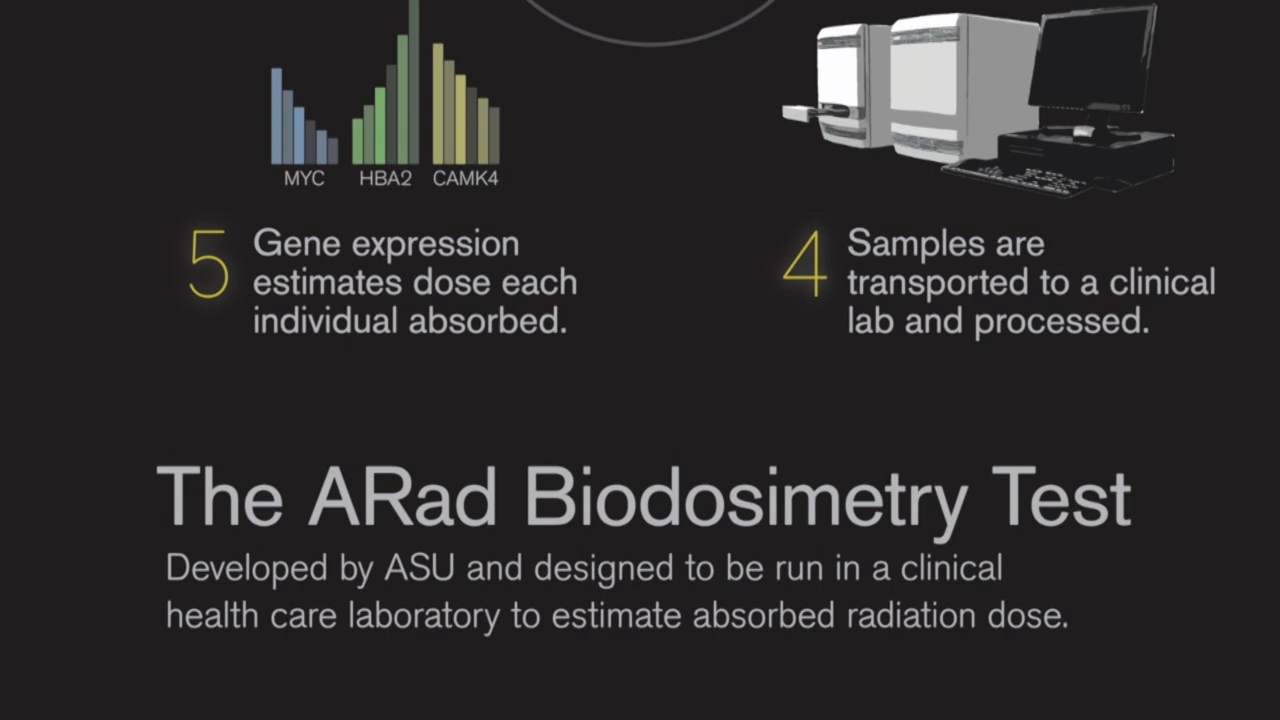 MYC HBA2 CAMK4
5 Gene expression
estimates dose each
individual absorbed.
4 Samples are
transported to a clinical
lab and processed.
The ARad Biodosimetry Test
Developed by ASU and designed to be run in a clinical
health care laboratory to estimate absorbed radiation dose.